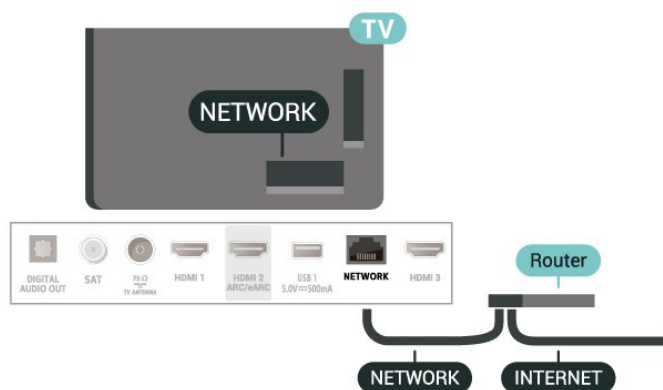 TV
NETWORK
DIGITAL
AUDIO OUT
SAT
75 Ω
TV ANTENNA
HDMI 1
HDMI 2
ARC/eARC
USB 1
5.0V⎓500mA
NETWORK
HDMI 3
Router
NETWORK
INTERNET